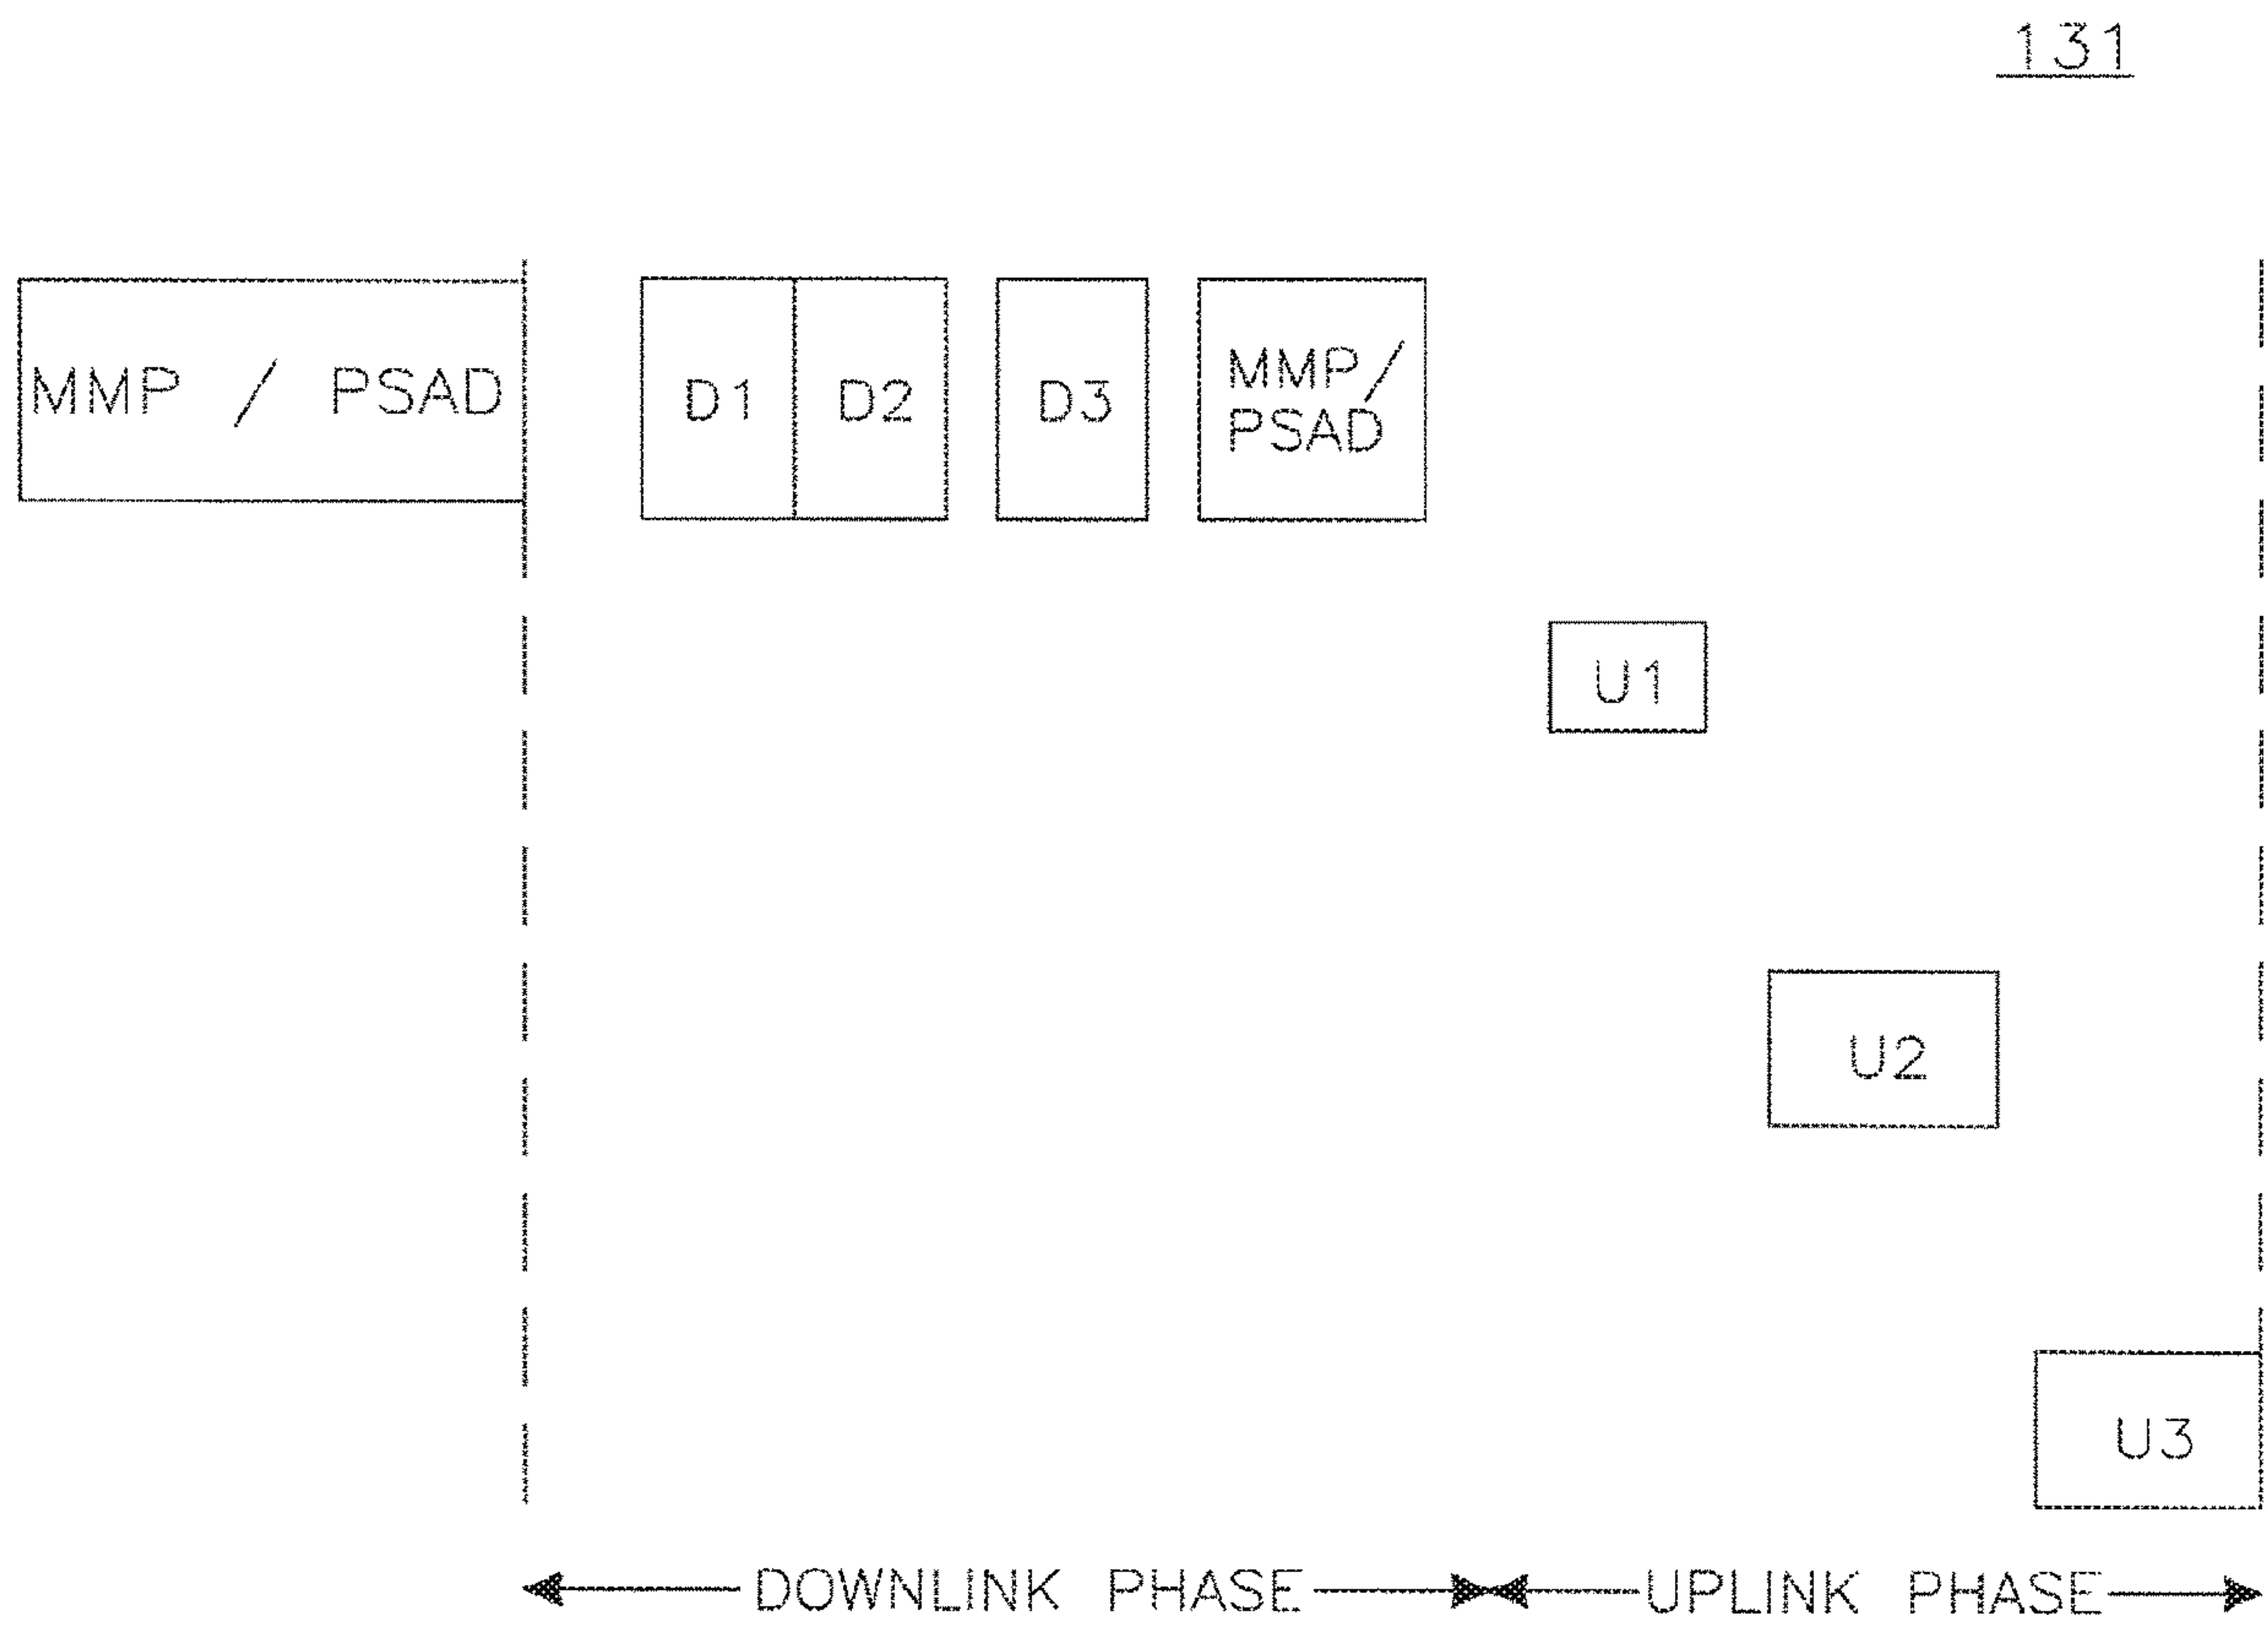 131
MMP / PSAD
D1
D2
D3
MMP/
PSAD
U1
U2
U3
DOWNLINK PHASE
UPLINK PHASE